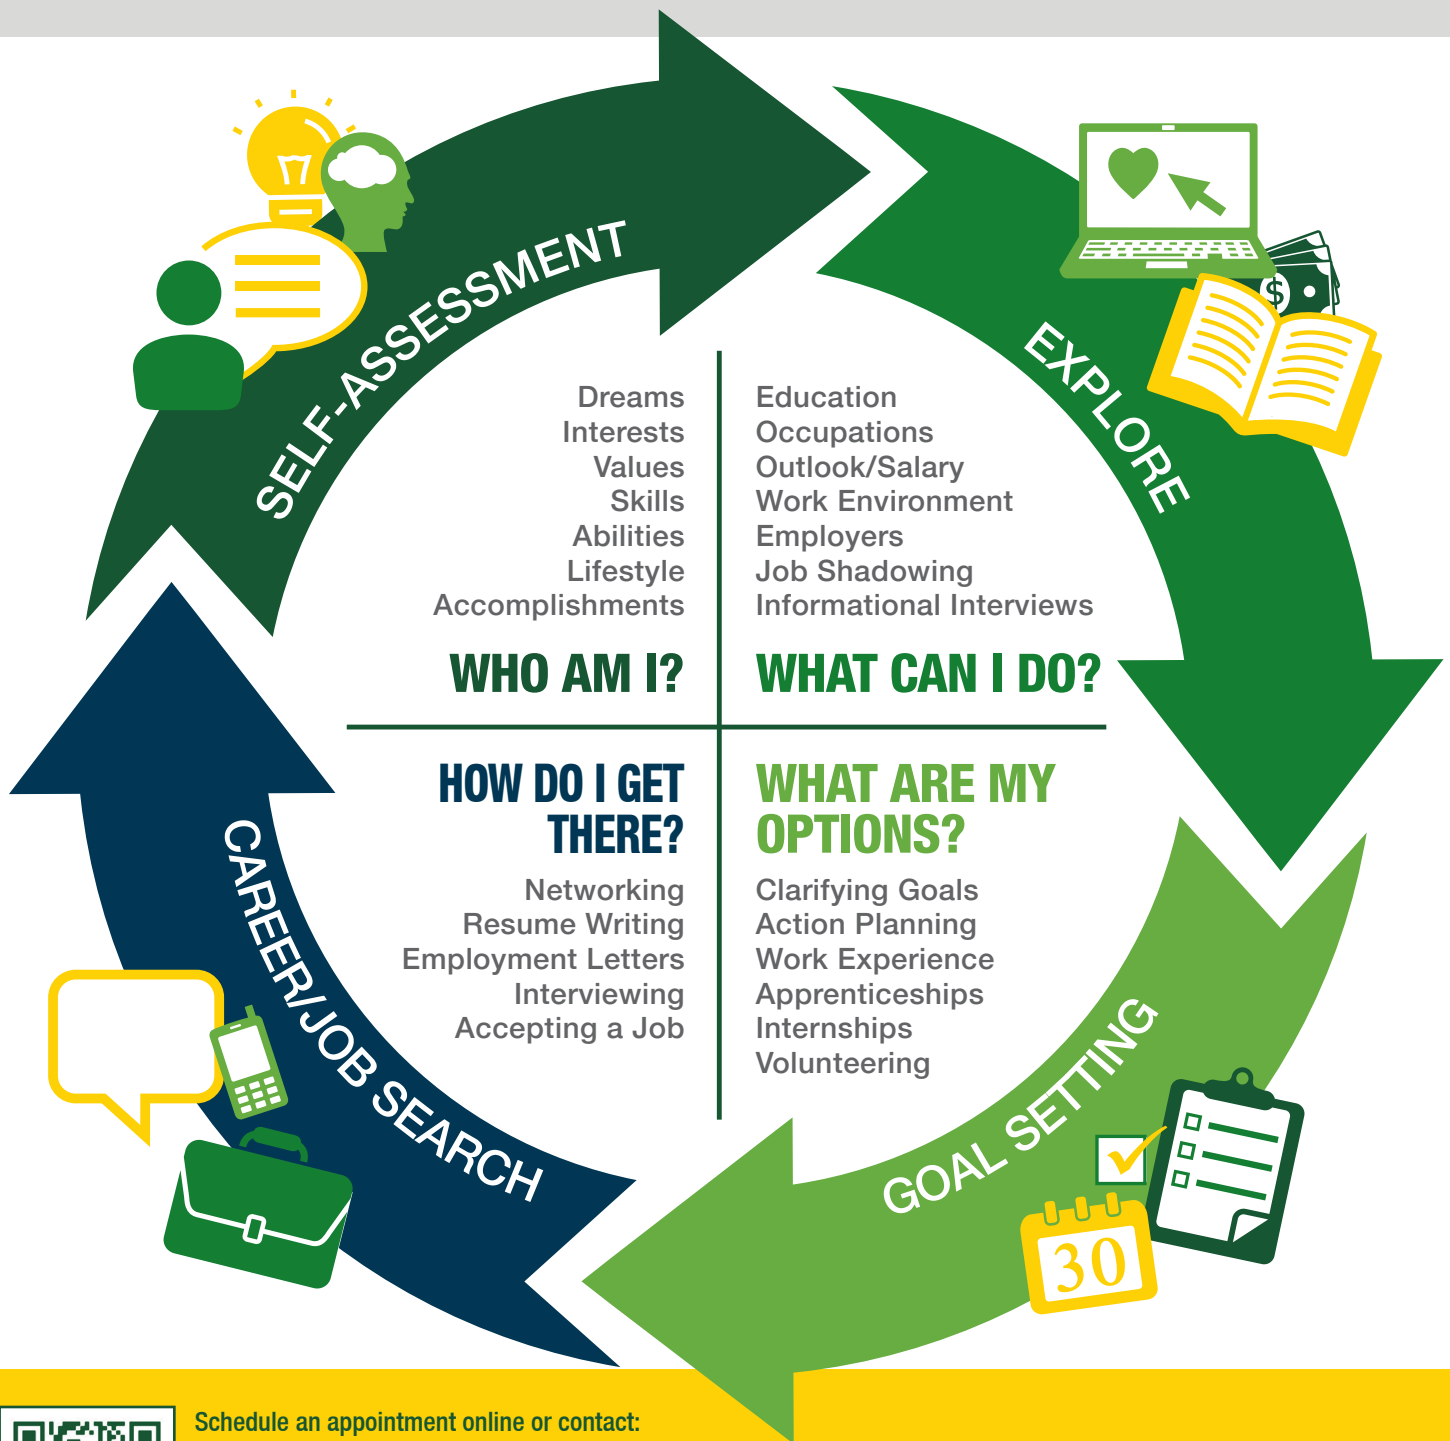 SELF-ASSESSMENT
Dreams
Interests
Values
Skills
Abilities
Lifestyle
Accomplishments
WHO AM I?
EXPLORE
$
Education
Occupations
Outlook/Salary
Work Environment
Employers
Job Shadowing
Informational Interviews
WHAT CAN I DO?
WHAT ARE MY
OPTIONS?
Clarifying Goals
Action Planning
Work Experience
Apprenticeships
Internships
Volunteering
GOAL SETTING
30
HOW DO I GET
THERE?
Networking
Resume Writing
Employment Letters
Interviewing
Accepting a Job
CAREER/JOB SEARCH
Schedule an appointment online or contact: